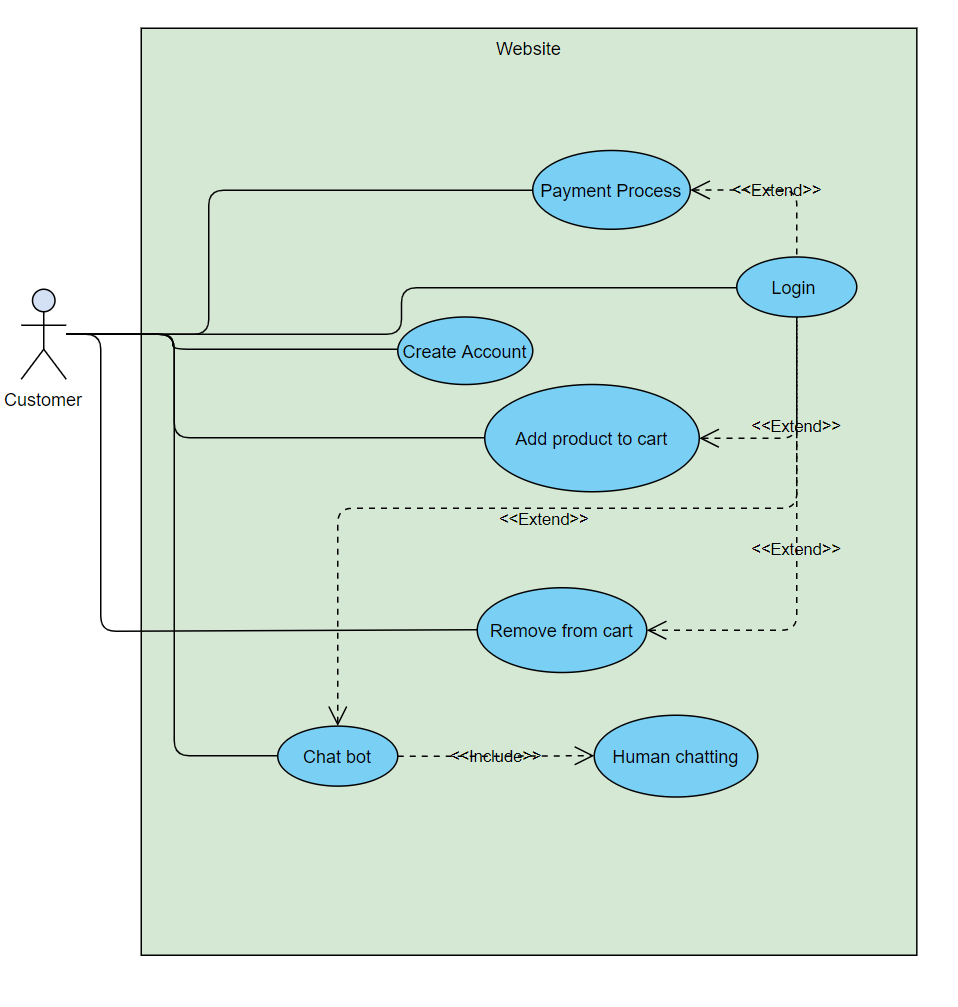 Website
Payment Process
<<Extend>>
Login
Create Account
Customer
<<Extend>>
Add product to cart
<<Extend>>
<<Extend>>
Remove from cart
Chat bot
<<Include>>
Human chatting